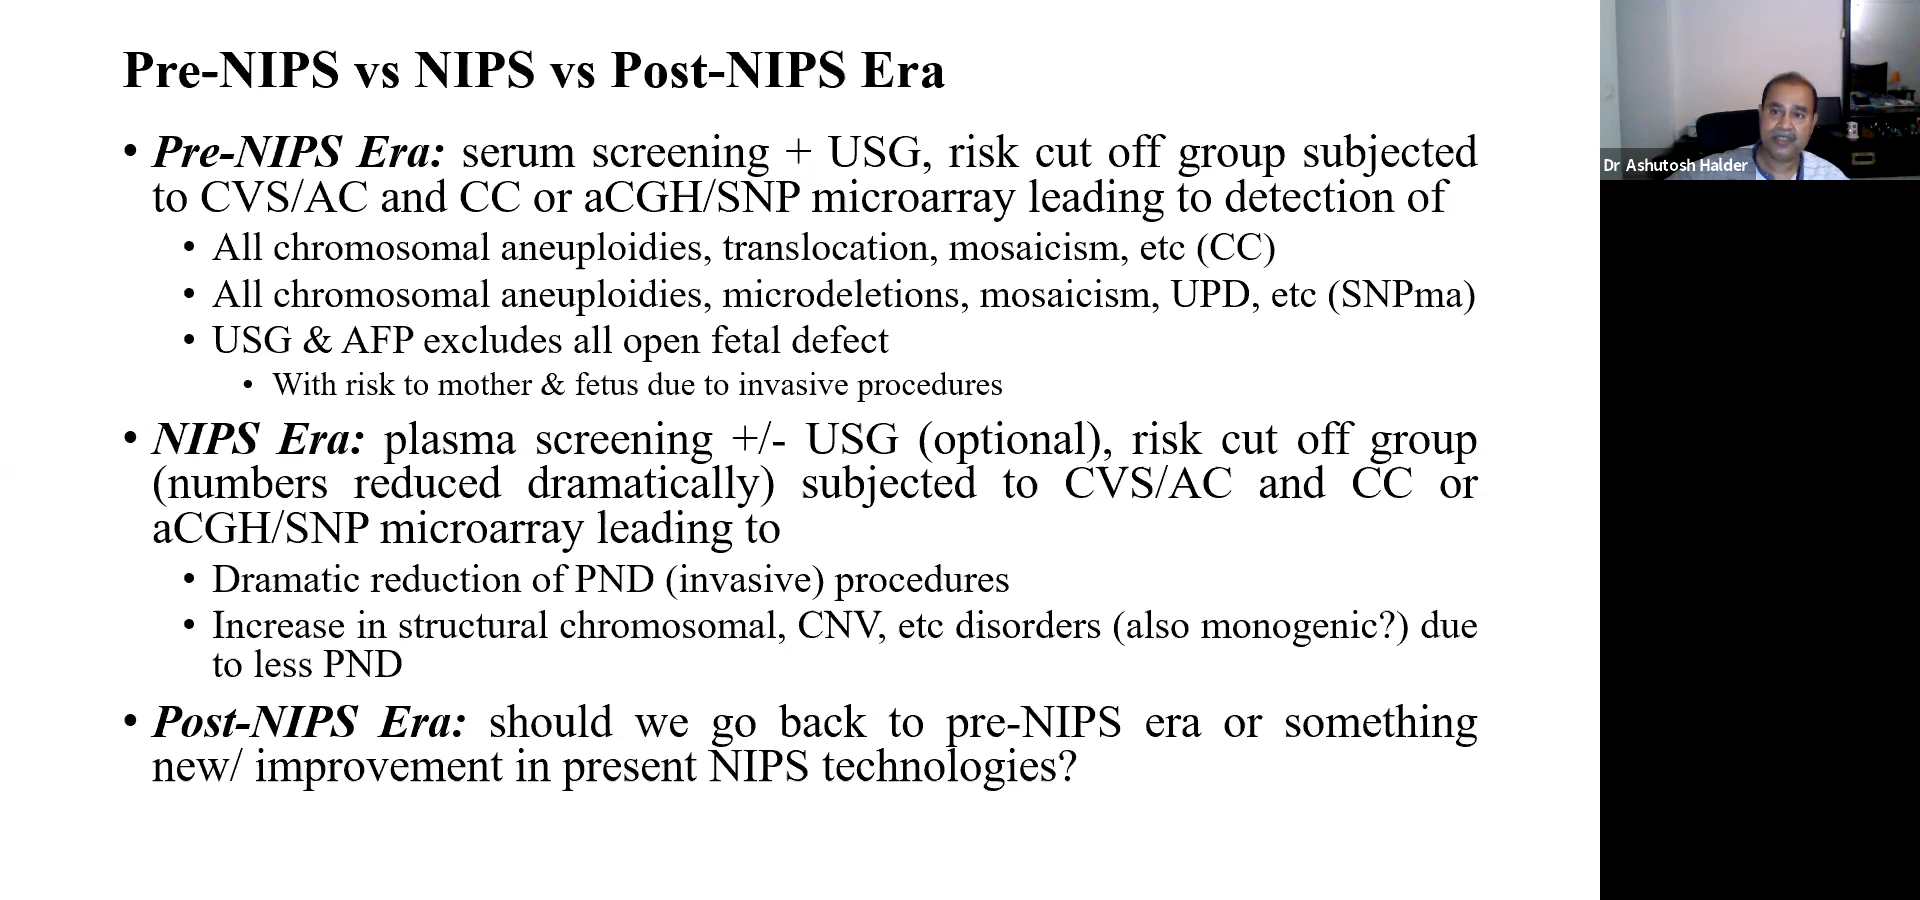 Pre-NIPS vs NIPS vs Post-NIPS Era
• Pre-NIPS Era: serum screening + USG, risk cut off group subjected
to CVS/AC and CC or aCGH/SNP microarray leading to detection of
• All chromosomal aneuploidies, translocation, mosaicism, etc (CC)
• All chromosomal aneuploidies, microdeletions, mosaicism, UPD, etc (SNPma)
• USG & AFP excludes all open fetal defect
• With risk to mother & fetus due to invasive procedures
• NIPS Era: plasma screening +/- USG (optional), risk cut off group
(numbers reduced dramatically) subjected to CVS/AC and CC or
aCGH/SNP microarray leading to
• Dramatic reduction of PND (invasive) procedures
• Increase in structural chromosomal, CNV, etc disorders (also monogenic?) due
to less PND
• Post-NIPS Era: should we go back to pre-NIPS era or something
new/ improvement in present NIPS technologies?
Dr Ashutosh Halder